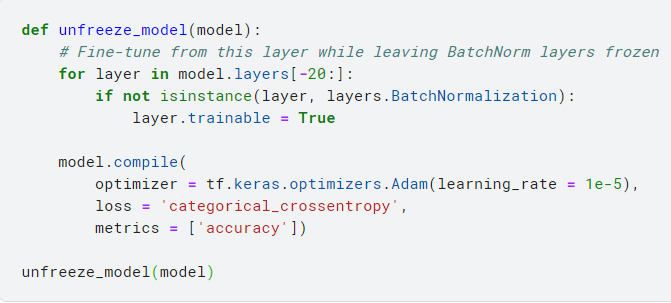 def unfreeze_model(model):
    # Fine-tune from this layer while leaving BatchNorm layers frozen
    for layer in model.layers[-20:]:
        if not isinstance(layer, layers.BatchNormalization):
            layer.trainable = True

    model.compile(
        optimizer = tf.keras.optimizers.Adam(learning_rate = 1e-5),
        loss = 'categorical_crossentropy',
        metrics = ['accuracy'])

unfreeze_model(model)